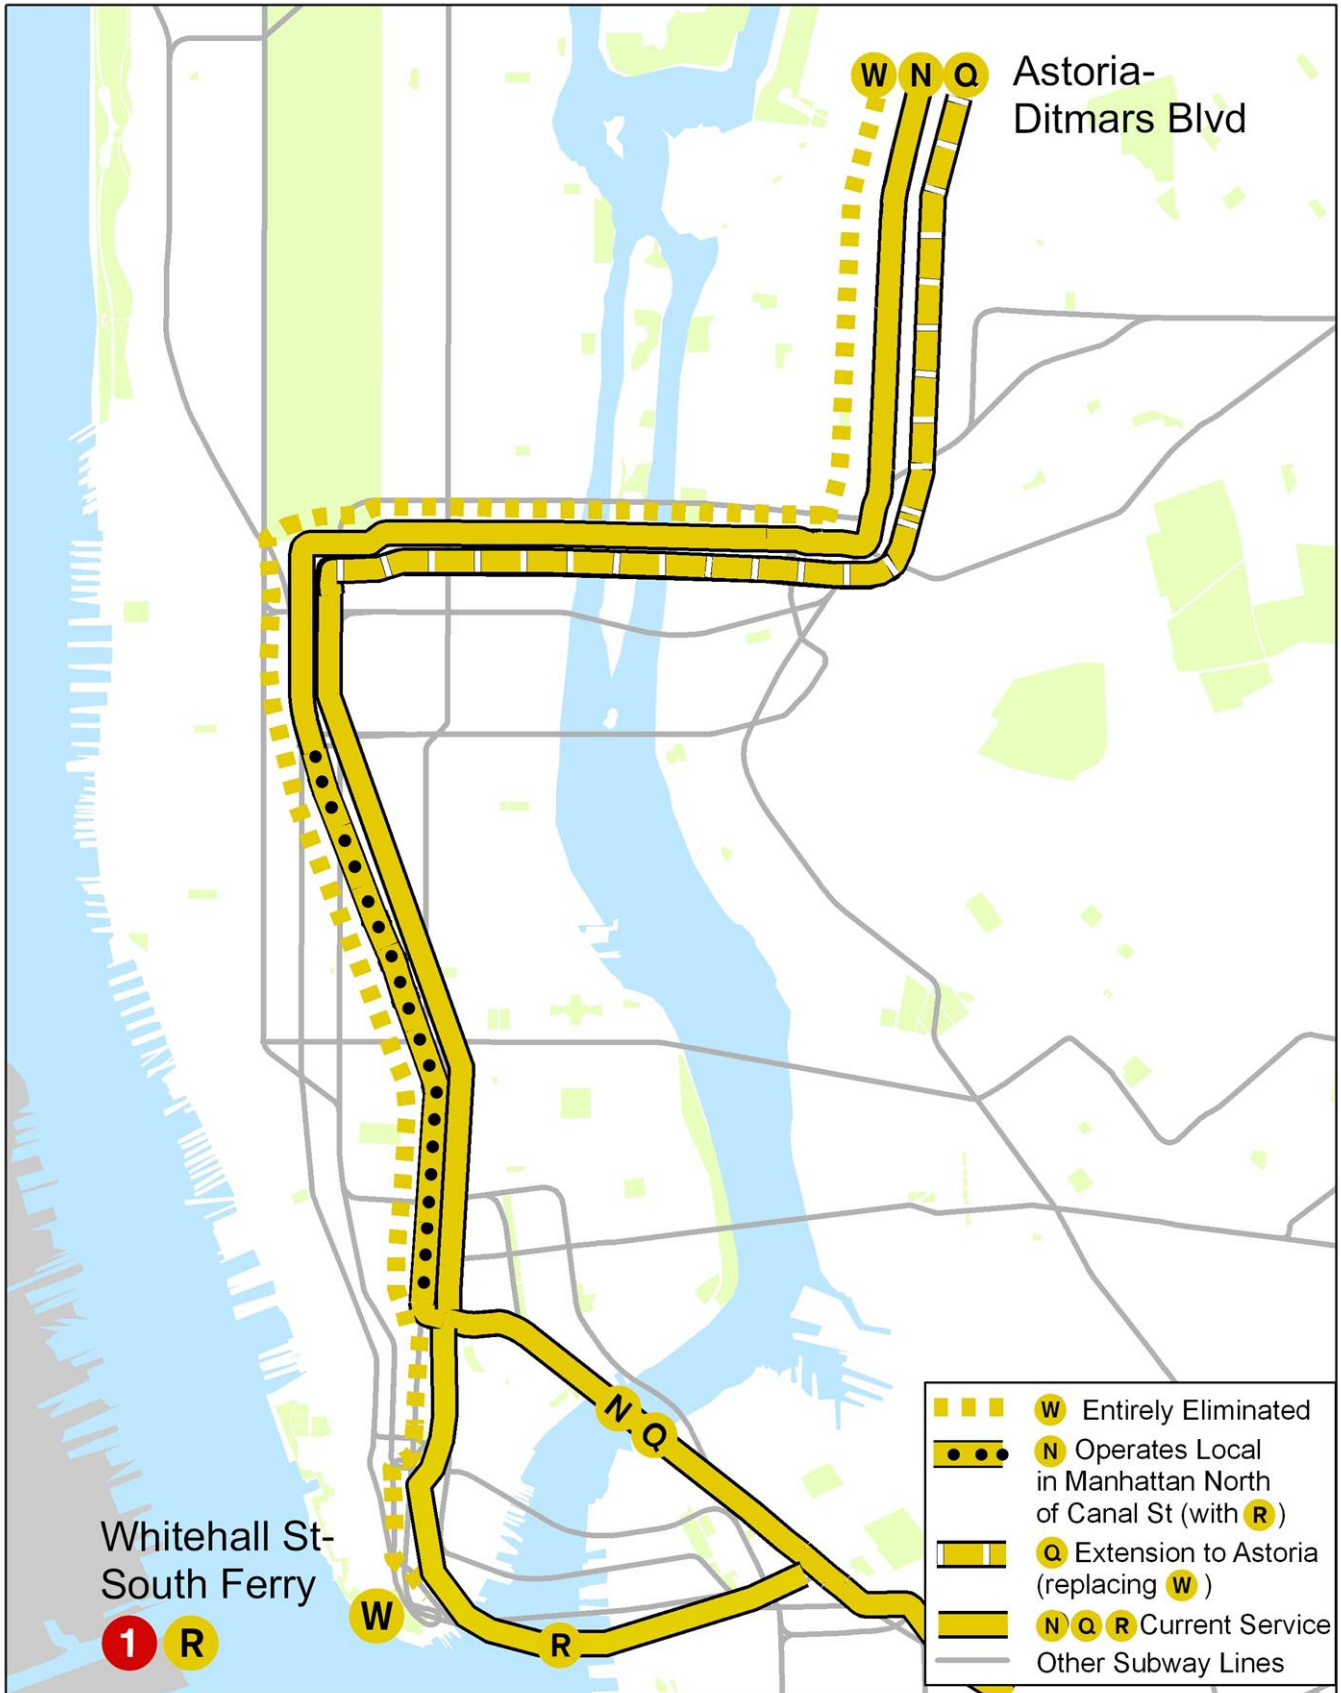 W N Q
Astoria-
Ditmars Blvd
N
Q
W Entirely Eliminated
N Operates Local
in Manhattan North
of Canal St (with R )
Q Extension to Astoria
(replacing W )
N Q R Current Service
Other Subway Lines
Whitehall St-
South Ferry
1 R
W
R